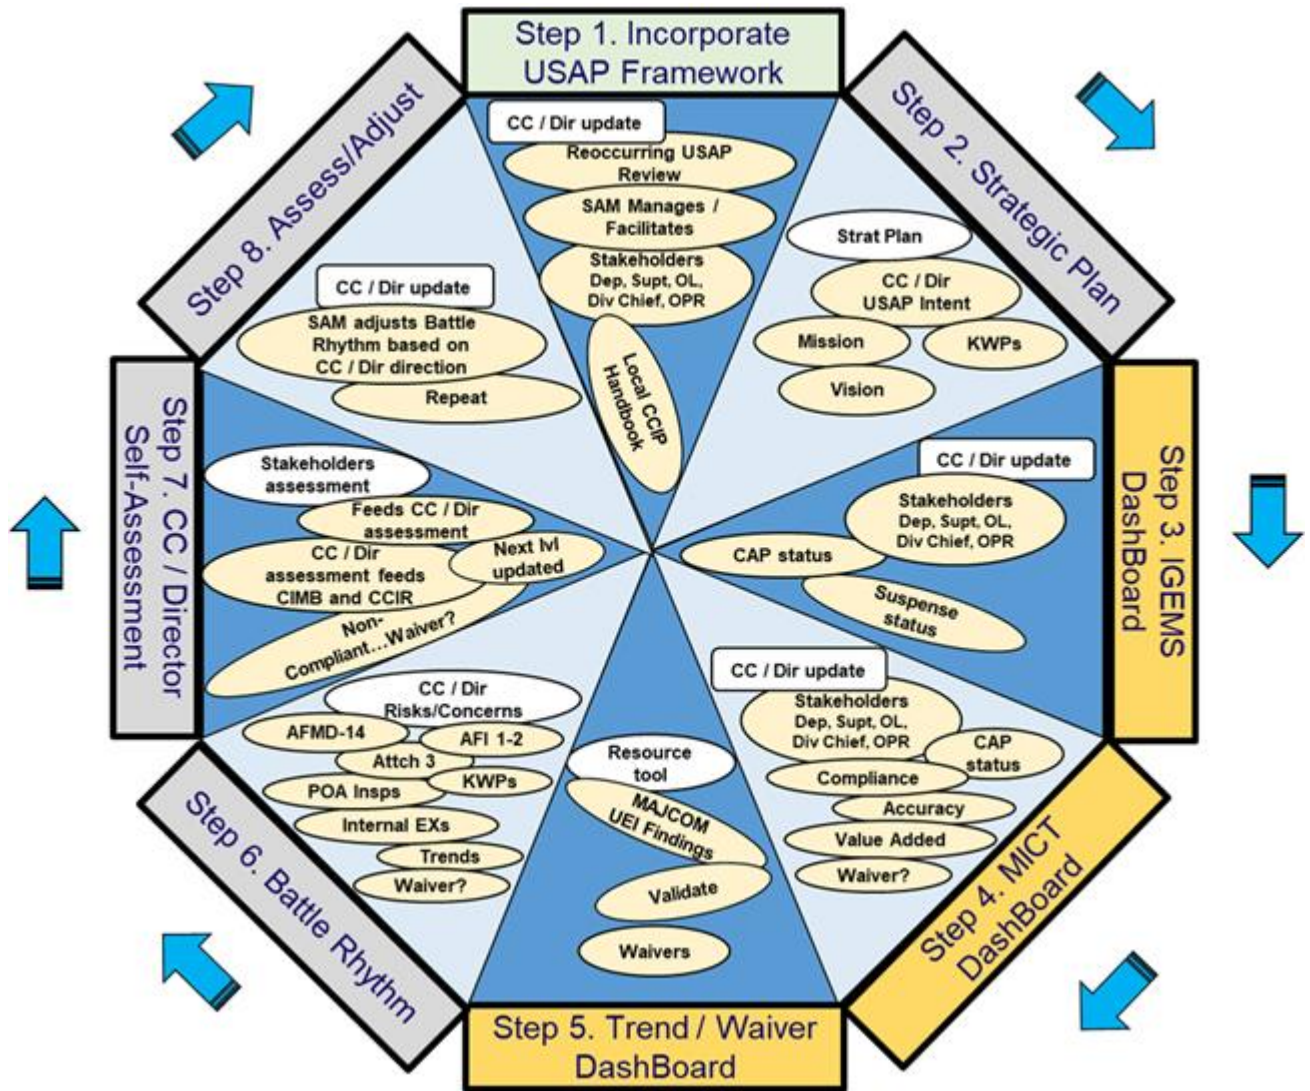 Step 1. Incorporate
USAP Framework
CC / Dir update
Reoccurring USAP
Review
SAM Manages /
Facilitates
Stakeholders
Dep, Supt, OL,
Div Chief, OPR
Local CCIP
Handbook
Step 2. Strategic Plan
Strat Plan
CC / Dir
USAP Intent
Mission
KWPs
Vision
Step 3. IGEMS
DashBoard
CC / Dir update
Stakeholders
Dep, Supt, OL,
Div Chief, OPR
CAP status
Suspense
status
Step 4. MICT
DashBoard
CC / Dir update
Stakeholders
Dep, Supt, OL,
Div Chief, OPR
CAP
status
Compliance
Accuracy
Value Added
Waiver?
Step 5. Trend / Waiver
DashBoard
Resource
tool
MAJCOM
UEI Findings
Validate
Waivers
Step 6. Battle Rhythm
CC / Dir
Risks/Concerns
AFMD-14
AFI 1-2
Attch 3
KWPs
POA Insps
Internal EXs
Trends
Waiver?
Step 7. CC / Director
Self-Assessment
Stakeholders
assessment
Feeds CC / Dir
assessment
CC / Dir
assessment feeds
CIMB and CCIR
Next lvl
updated
Non-
Compliant...Waiver?
Step 8. Assess/Adjust
CC / Dir update
SAM adjusts Battle
Rhythm based on
CC / Dir direction
Repeat